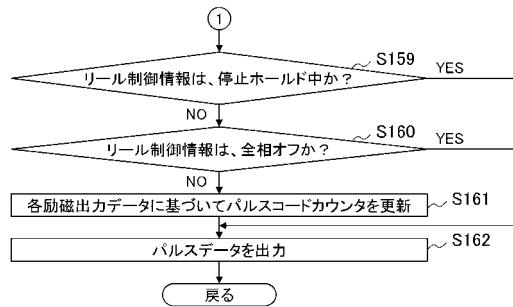 1
S159
リール制御情報は、停止ホールド中か？
YES
NO
S160
リール制御情報は、全相オフか？
YES
NO
S161
各励磁出力データに基づいてパルスコードカウンタを更新
S162
パルスデータを出力
戻る